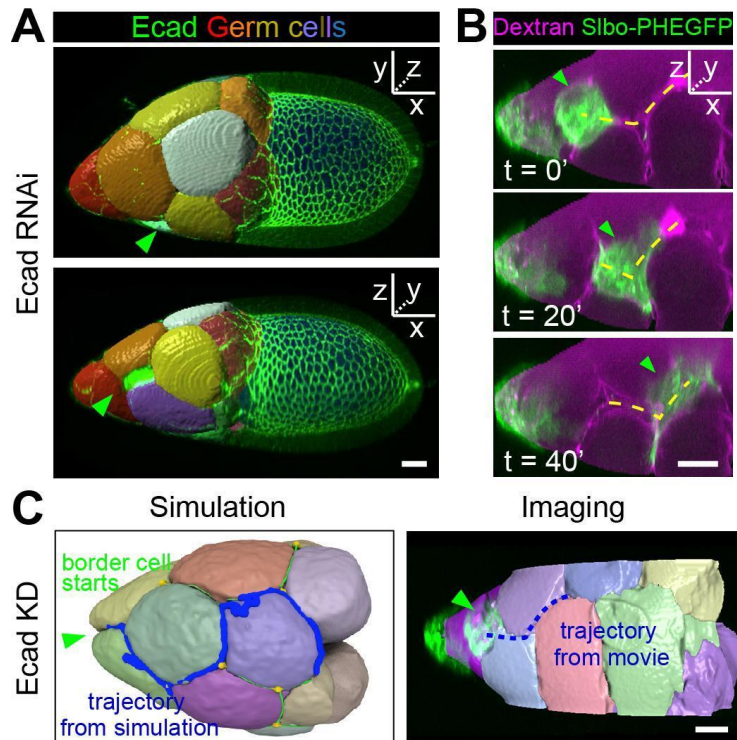 A
Ecad Germ cells
y
z
x
Ecad RNAi
z
y
x
B
Dextran Slbo-PHEGFP
z
y
x
t = 0’
t = 20’
t = 40’
C
Simulation
Imaging
Ecad KD
border cell
starts
trajectory
from simulation
trajectory
from movie